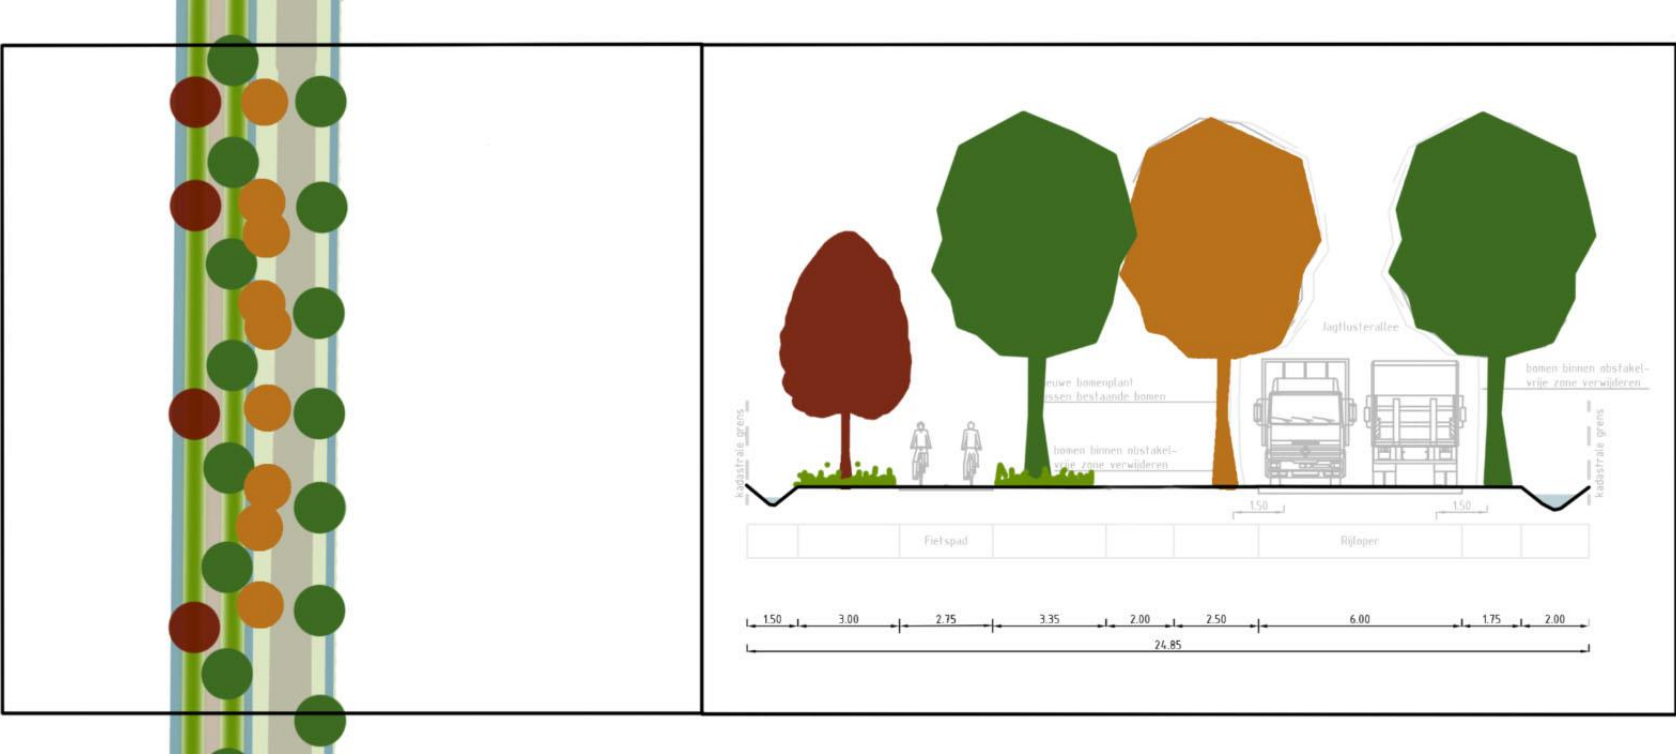 Jagtlusterallee
euwe bomenplant
ssen bestaande bomen
bomen binnen obstakel-
vrije zone verwijderen
bomen binnen obstakel-
vrije zone verwijderen
kadastrale grens
kadastrale grens
1.50
1.50
Fietspad
Rijloper
1.50 3.00 2.75 3.35 2.00 2.50 6.00 1.75 2.00
24.85